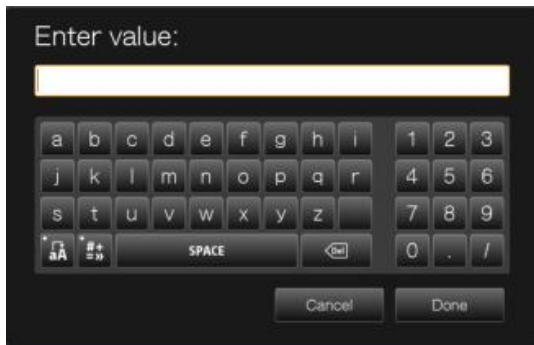 Enter value:
a b c d e f g h i 1 2 3
j k l m n o p q r 4 5 6
s t u v w x y z 7 8 9
aA #+=» SPACE Del 0 . /
Cancel Done